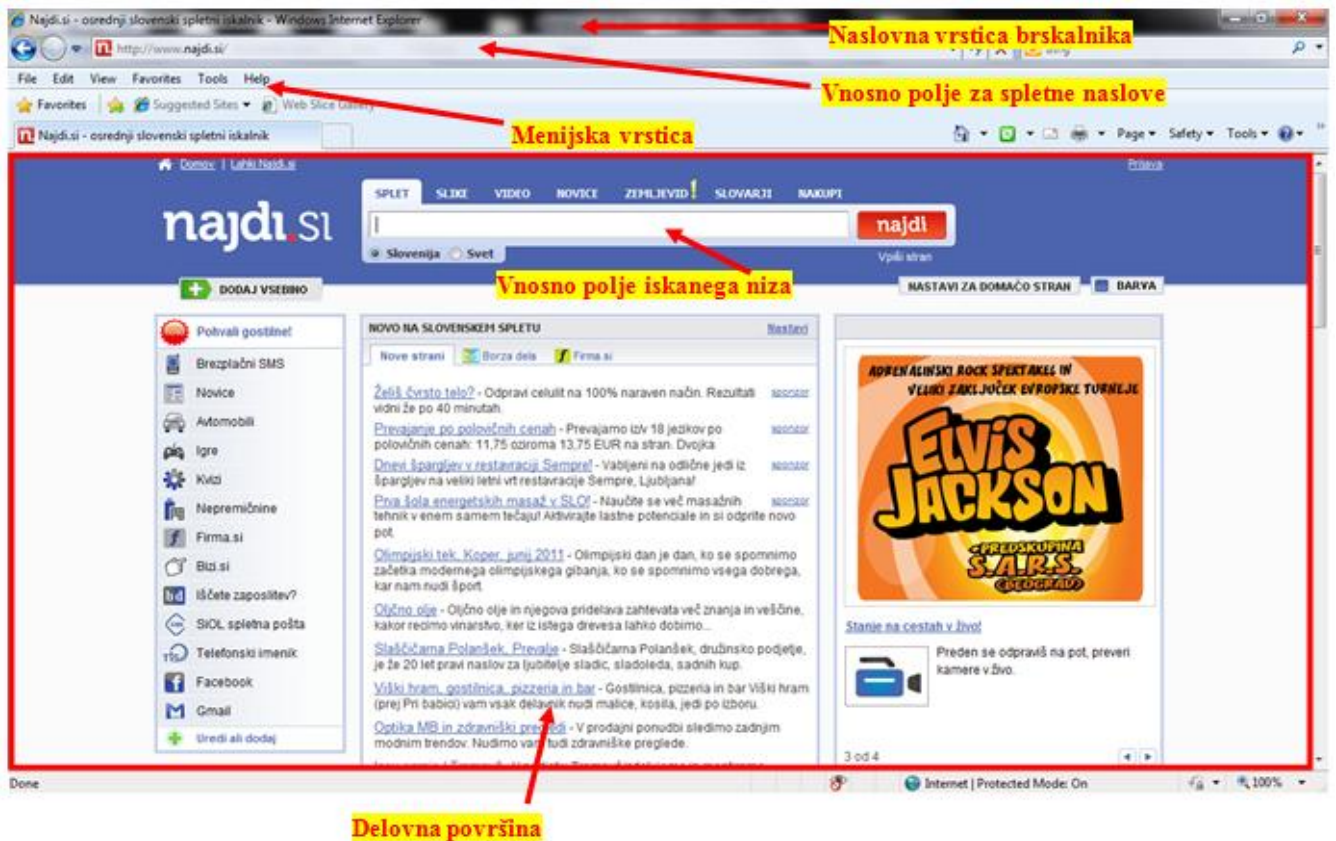 Najdi.si - osrednji slovenski spletni iskalnik - Windows Internet Explorer
Naslovna vrstica brskalnika
http://www.najdi.si/
Vnosno polje za spletne naslove
File Edit View Favorites Tools Help
Favorites Suggested Sites Web Slice
Menijska vrstica
Najdi.si - osrednji slovenski spletni iskalnik
Page Safety Tools
Domov | Lahki Najdi.si
Prijava
SPLET SLIKE VIDEO NOVICE ZEMLJEVID SLOVARJI NAKUPI
najdi.si
najdi
Slovenija Svet
Vpiši stran
Vnosno polje iskanega niza
DODAJ VSEBINO
NASTAVI ZA DOMAČO STRAN BARVA
Pohvali gostilne!
Brezplačni SMS
Novice
Avtomobili
Igre
Kvizi
Nepremičnine
Firma.si
Bizi.si
Iščete zaposlitev?
SiOL spletna pošta
Telefonski imenik
Facebook
Gmail
Uredi ali dodaj
NOVO NA SLOVENSKEM SPLETU Nastavi
Nove strani Borza dela Firma.si
Želiš čvrsto telo? - Odpravi celulit na 100% naraven način. Rezultati sponzor
vidni že po 40 minutah.
Prevajanje po polovičnih cenah - Prevajamo iz/v 18 jezikov po sponzor
polovičnih cenah: 11,75 oziroma 13,75 EUR na stran. Dvojka
Dnevi špargljev v restavraciji Sempre! - Vabljeni na odlične jedi iz sponzor
špargljev na veliki letni vrt restavracije Sempre, Ljubljana!
Prva šola energetskih masaž v SLO! - Naučite se več masažnih sponzor
tehnik v enem samem tečaju! Aktivirajte lastne potenciale in si odprite novo
pot.
Olimpijski tek, Koper, junij 2011 - Olimpijski dan je dan, ko se spomnimo
začetka modernega olimpijskega gibanja, ko se spomnimo vsega dobrega,
kar nam nudi šport.
Oljčno olje - Oljčno olje in njegova pridelava zahtevata več znanja in veščine,
kakor recimo vinarstvo, ker iz istega drevesa lahko dobimo...
Slaščičarna Polanšek, Prevalje - Slaščičarna Polanšek, družinsko podjetje,
je že 20 let pravi naslov za ljubitelje sladic, sladoleda, sadnih kup.
Viški hram, gostilnica, pizzeria in bar - Gostilnica, pizzeria in bar Viški hram
(prej Pri babici) vam vsak delavnik nudi malice, kosila, jedi po izboru.
Optika MB in zdravniški pregledi - V prodajni ponudbi sledimo zadnjim
modnim trendov. Nudimo vam tudi zdravniške preglede.
ADRENALINSKI ROCK SPEKTAKEL IN
VELIKI ZAKLJUČEK EVROPSKE TURNEJE
ELVIS
JACKSON
PREDSKUPINA
S.A.R.S.
(BEOGRAD)
Stanje na cestah v živo!
Preden se odpraviš na pot, preveri
kamere v živo.
3 od 4
Done
Internet | Protected Mode: On
100%
Delovna površina